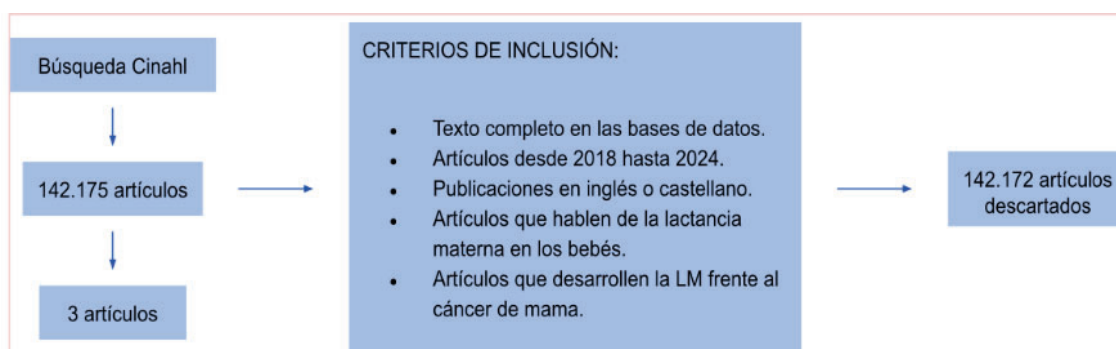 Búsqueda Cinahl
142.175 artículos
3 artículos
CRITERIOS DE INCLUSIÓN:
• Texto completo en las bases de datos.
• Artículos desde 2018 hasta 2024.
• Publicaciones en inglés o castellano.
• Artículos que hablen de la lactancia
materna en los bebés.
• Artículos que desarrollen la LM frente al
cáncer de mama.
142.172 artículos
descartados